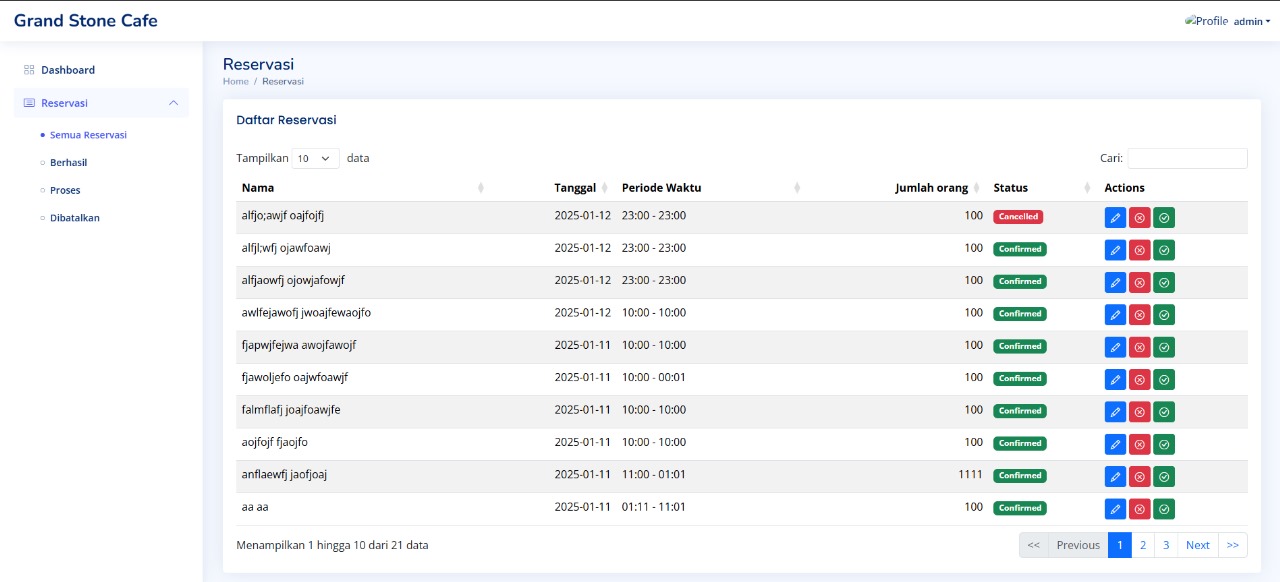 Grand Stone Cafe
Profile admin
Dashboard
Reservasi
Semua Reservasi
Berhasil
Proses
Dibatalkan
Reservasi
Home / Reservasi
Daftar Reservasi
Tampilkan 10 data Cari:
Nama Tanggal Periode Waktu Jumlah orang Status Actions
alfjo;awjf oajfojfj 2025-01-12 23:00 - 23:00 100 Cancelled
alfjl;wfj ojawfoawj 2025-01-12 23:00 - 23:00 100 Confirmed
alfjaowfj ojowjafowjf 2025-01-12 23:00 - 23:00 100 Confirmed
awlfejawofj jwoajfewaojfo 2025-01-12 10:00 - 10:00 100 Confirmed
fjapwjfejwa awojfawojf 2025-01-11 10:00 - 10:00 100 Confirmed
fjawoljefo oajwfoawjf 2025-01-11 10:00 - 00:01 100 Confirmed
falmflafj joajfoawjfe 2025-01-11 10:00 - 10:00 100 Confirmed
aojfojf fjaojfo 2025-01-11 10:00 - 10:00 100 Confirmed
anflaewfj jaofjoaj 2025-01-11 11:00 - 01:01 1111 Confirmed
aa aa 2025-01-11 01:11 - 11:01 100 Confirmed
Menampilkan 1 hingga 10 dari 21 data << Previous 1 2 3 Next >>